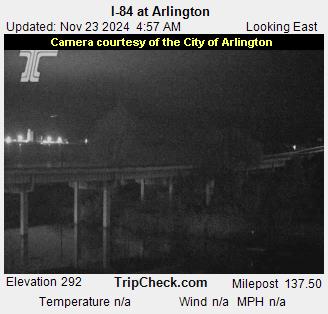 I-84 at Arlington
Updated: Nov 23 2024 4:57 AM Looking East
Camera courtesy of the City of Arlington
Elevation 292 TripCheck.com Milepost 137.50
Temperature n/a Wind n/a MPH n/a